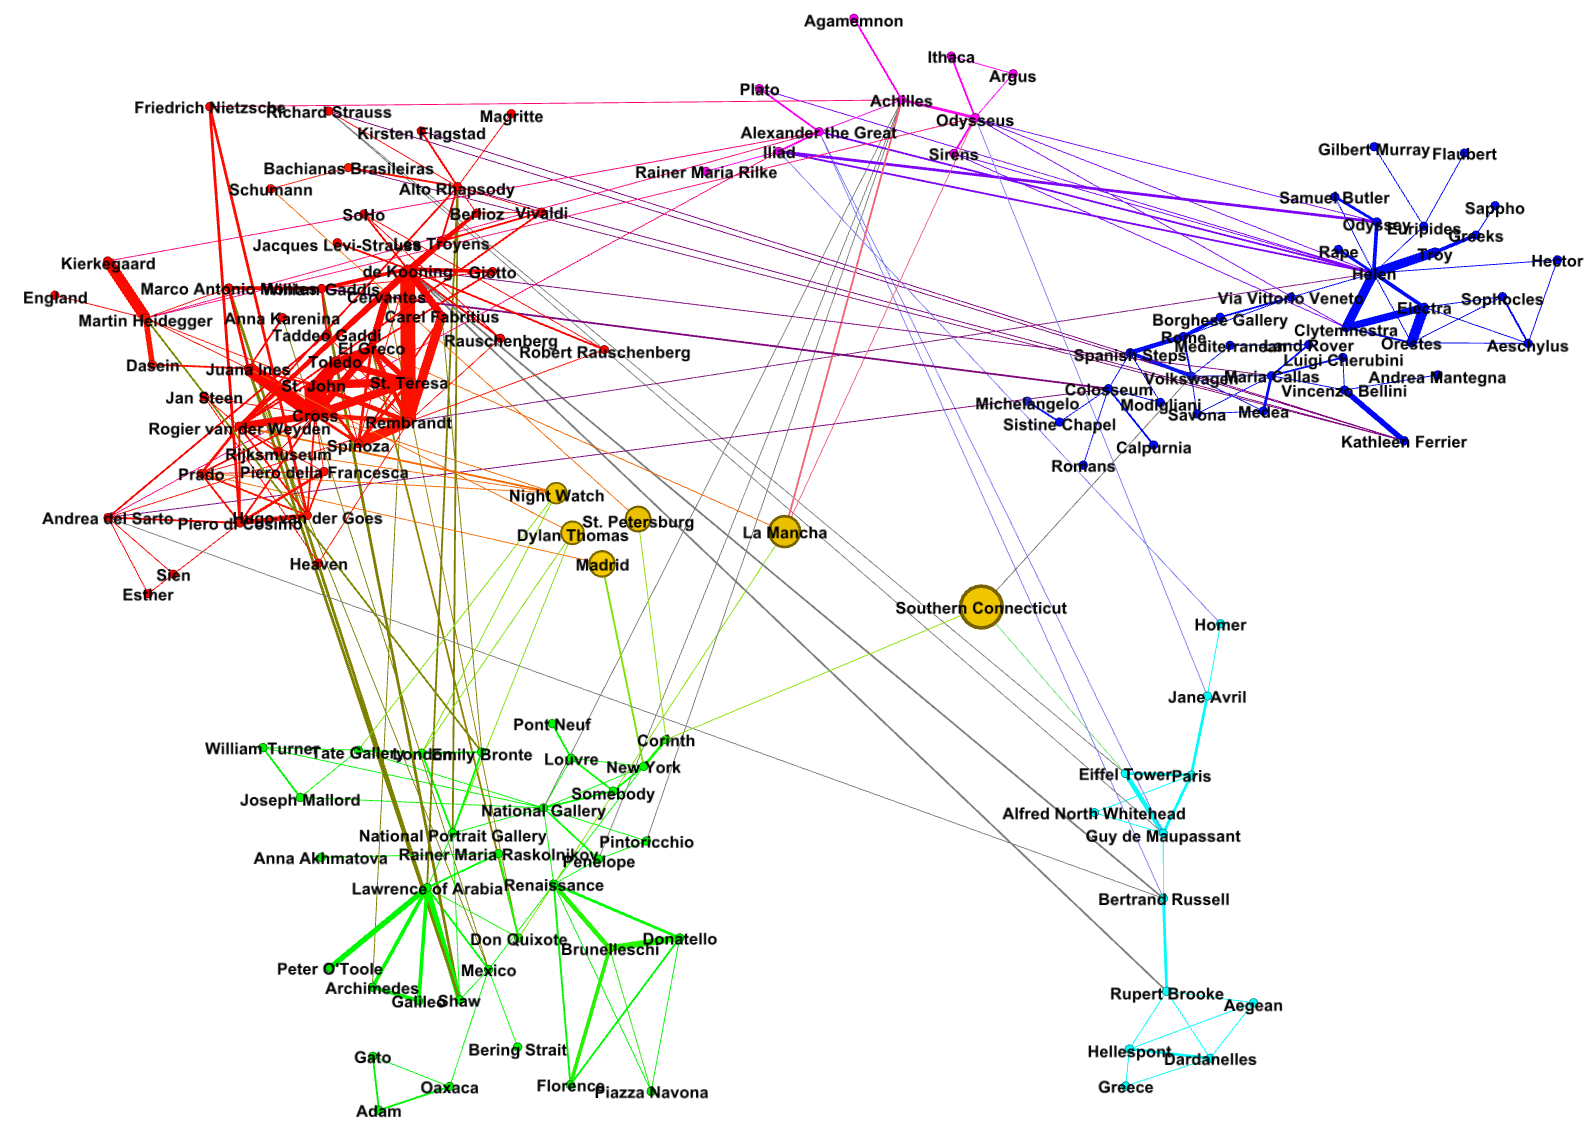 Agamemnon
Ithaca
Argus
Plato
Achilles
Odysseus
Friedrich Nietzsche
Richard Strauss
Magritte
Kirsten Flagstad
Alexander the Great
Iliad
Sirens
Gilbert Murray
Flaubert
Bachianas Brasileiras
Rainer Maria Rilke
Schumann
Alto Rhapsody
Samuel Butler
Sappho
SoHo
Berlioz
Vivaldi
Odyssey
Euripides
Greeks
Jacques Levi-Strauss
Les Troyens
Rape
Troy
Hector
Kierkegaard
de Kooning
Giotto
Helen
England
Marco Antonio Montes
William Gaddis
Cervantes
Via Vittorio Veneto
Sophocles
Electra
Martin Heidegger
Anna Karenina
Carel Fabritius
Borghese Gallery
Clytemnestra
Taddeo Gaddi
Rauschenberg
Rome
Mediterranean
Land Rover
Orestes
Aeschylus
El Greco
Robert Rauschenberg
Spanish Steps
Luigi Cherubini
Dasein
Juana Ines
Toledo
Volkswagen
Maria Callas
Andrea Mantegna
St. John
St. Teresa
Colosseum
Vincenzo Bellini
Jan Steen
Michelangelo
Modigliani
Savona
Medea
Cross
Rembrandt
Sistine Chapel
Rogier van der Weyden
Spinoza
Calpurnia
Kathleen Ferrier
Rijksmuseum
Romans
Prado
Piero della Francesca
Night Watch
Andrea del Sarto
Piero di Cosimo
Hugo van der Goes
St. Petersburg
Dylan Thomas
La Mancha
Heaven
Madrid
Sien
Esther
Southern Connecticut
Homer
Jane Avril
Pont Neuf
William Turner
Tate Gallery
London
Emily Bronte
Corinth
Louvre
New York
Eiffel Tower
Paris
Joseph Mallord
Somebody
National Gallery
Alfred North Whitehead
National Portrait Gallery
Pintoricchio
Guy de Maupassant
Anna Akhmatova
Rainer Maria Raskolnikov
Penelope
Lawrence of Arabia
Renaissance
Bertrand Russell
Don Quixote
Brunelleschi
Donatello
Peter O'Toole
Mexico
Archimedes
Galileo
Shaw
Rupert Brooke
Aegean
Gato
Bering Strait
Hellespont
Dardanelles
Oaxaca
Florence
Piazza Navona
Greece
Adam